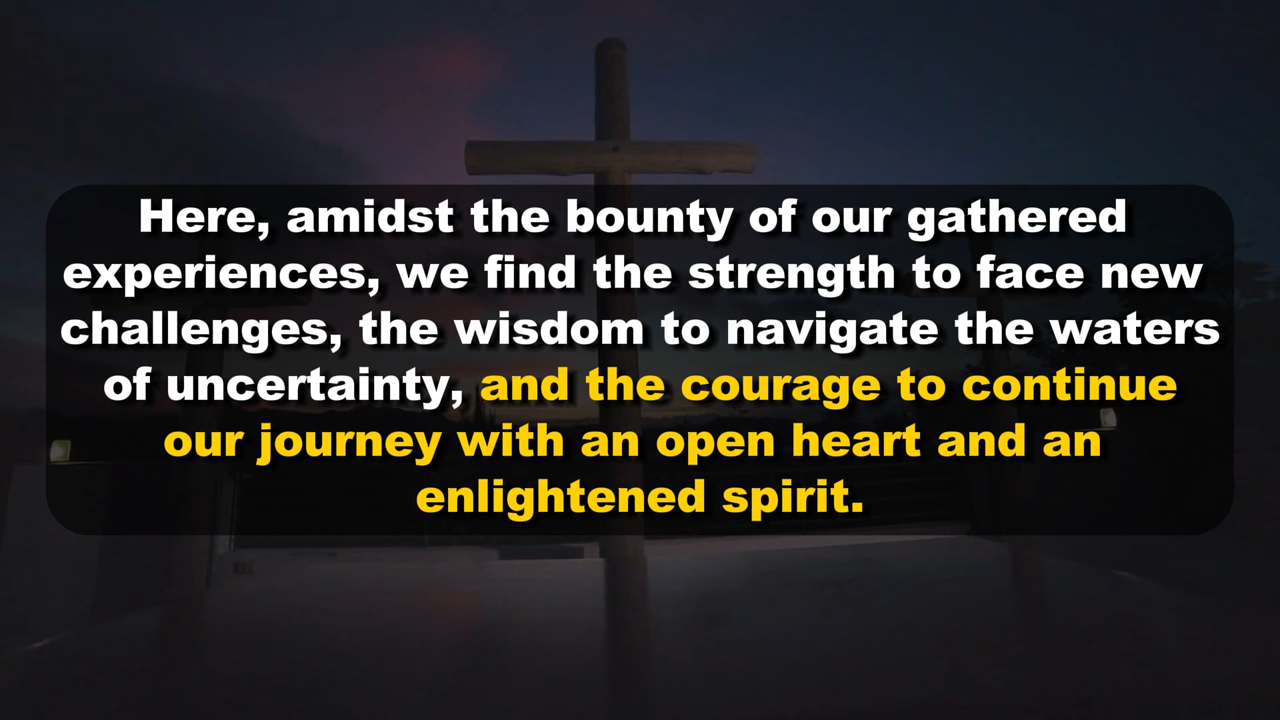 Here, amidst the bounty of our gathered
experiences, we find the strength to face new
challenges, the wisdom to navigate the waters
of uncertainty, and the courage to continue
our journey with an open heart and an
enlightened spirit.